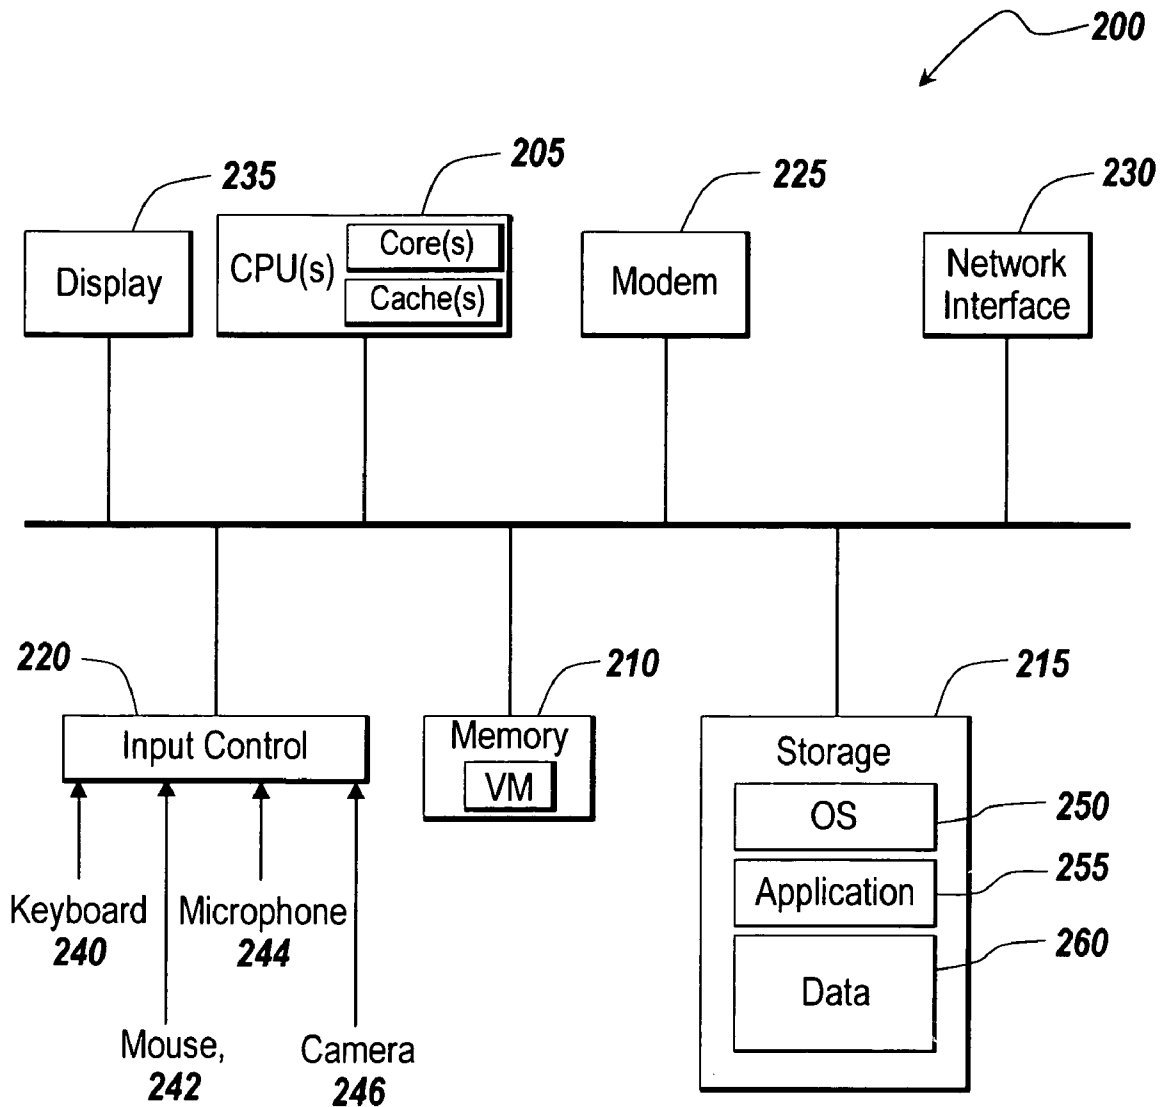 200
235
205
225
230
Display
CPU(s)
Core(s)
Cache(s)
Modem
Network
Interface
220
210
215
Input Control
Memory
VM
Storage
OS
250
Application
255
Data
260
Keyboard
240
Microphone
244
Mouse,
242
Camera
246